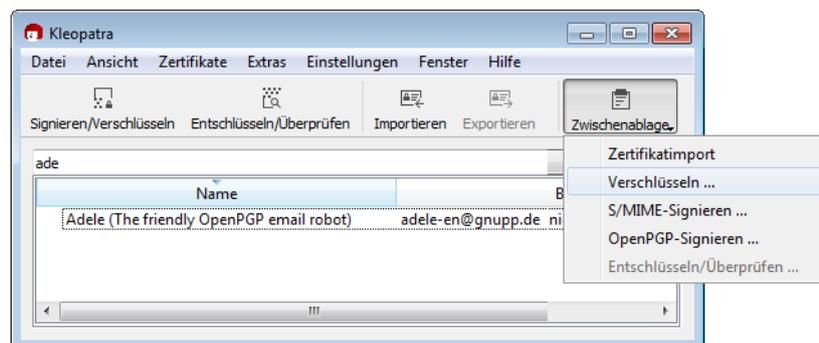 Kleopatra
Datei Ansicht Zertifikate Extras Einstellungen Fenster Hilfe
Signieren/Verschlüsseln Entschlüsseln/Überprüfen Importieren Exportieren Zwischenablage
ade
Zertifikatimport
Name
Verschlüsseln ...
Adele (The friendly OpenPGP email robot) adele-en@gnupp.de
S/MIME-Signieren ...
OpenPGP-Signieren ...
Entschlüsseln/Überprüfen ...